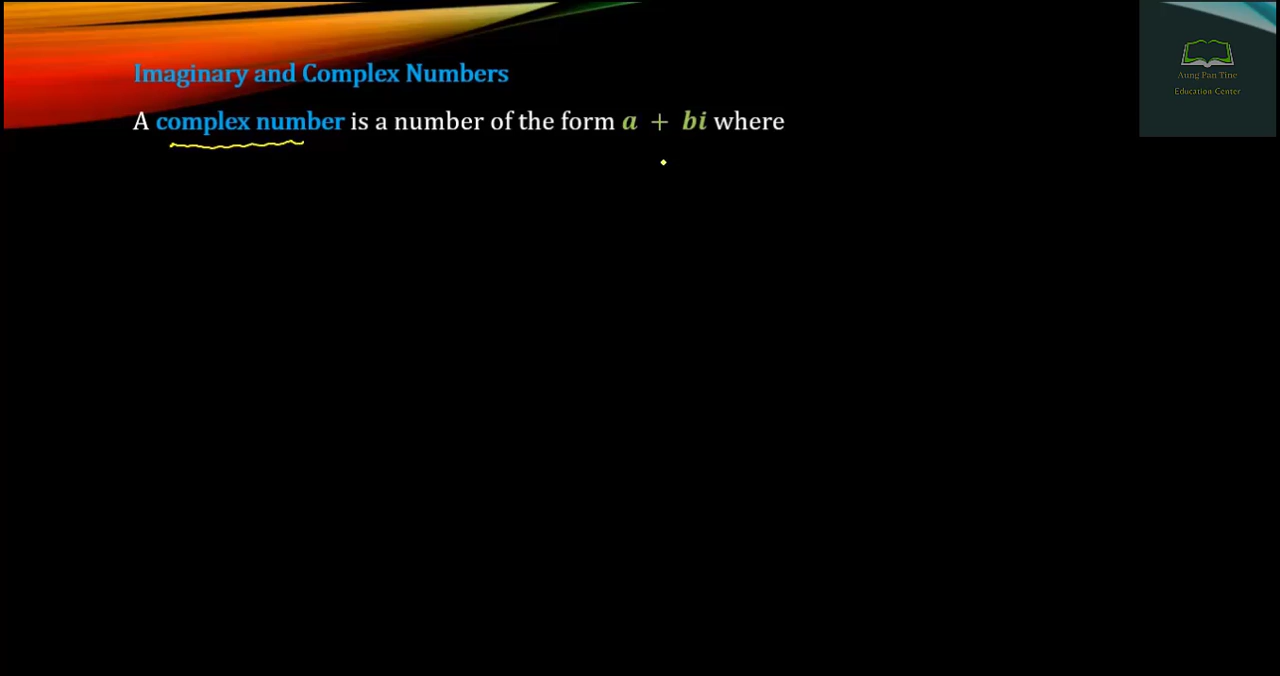 Imaginary and Complex Numbers
A complex number is a number of the form a + bi where
Aung Pan Tine
Education Center